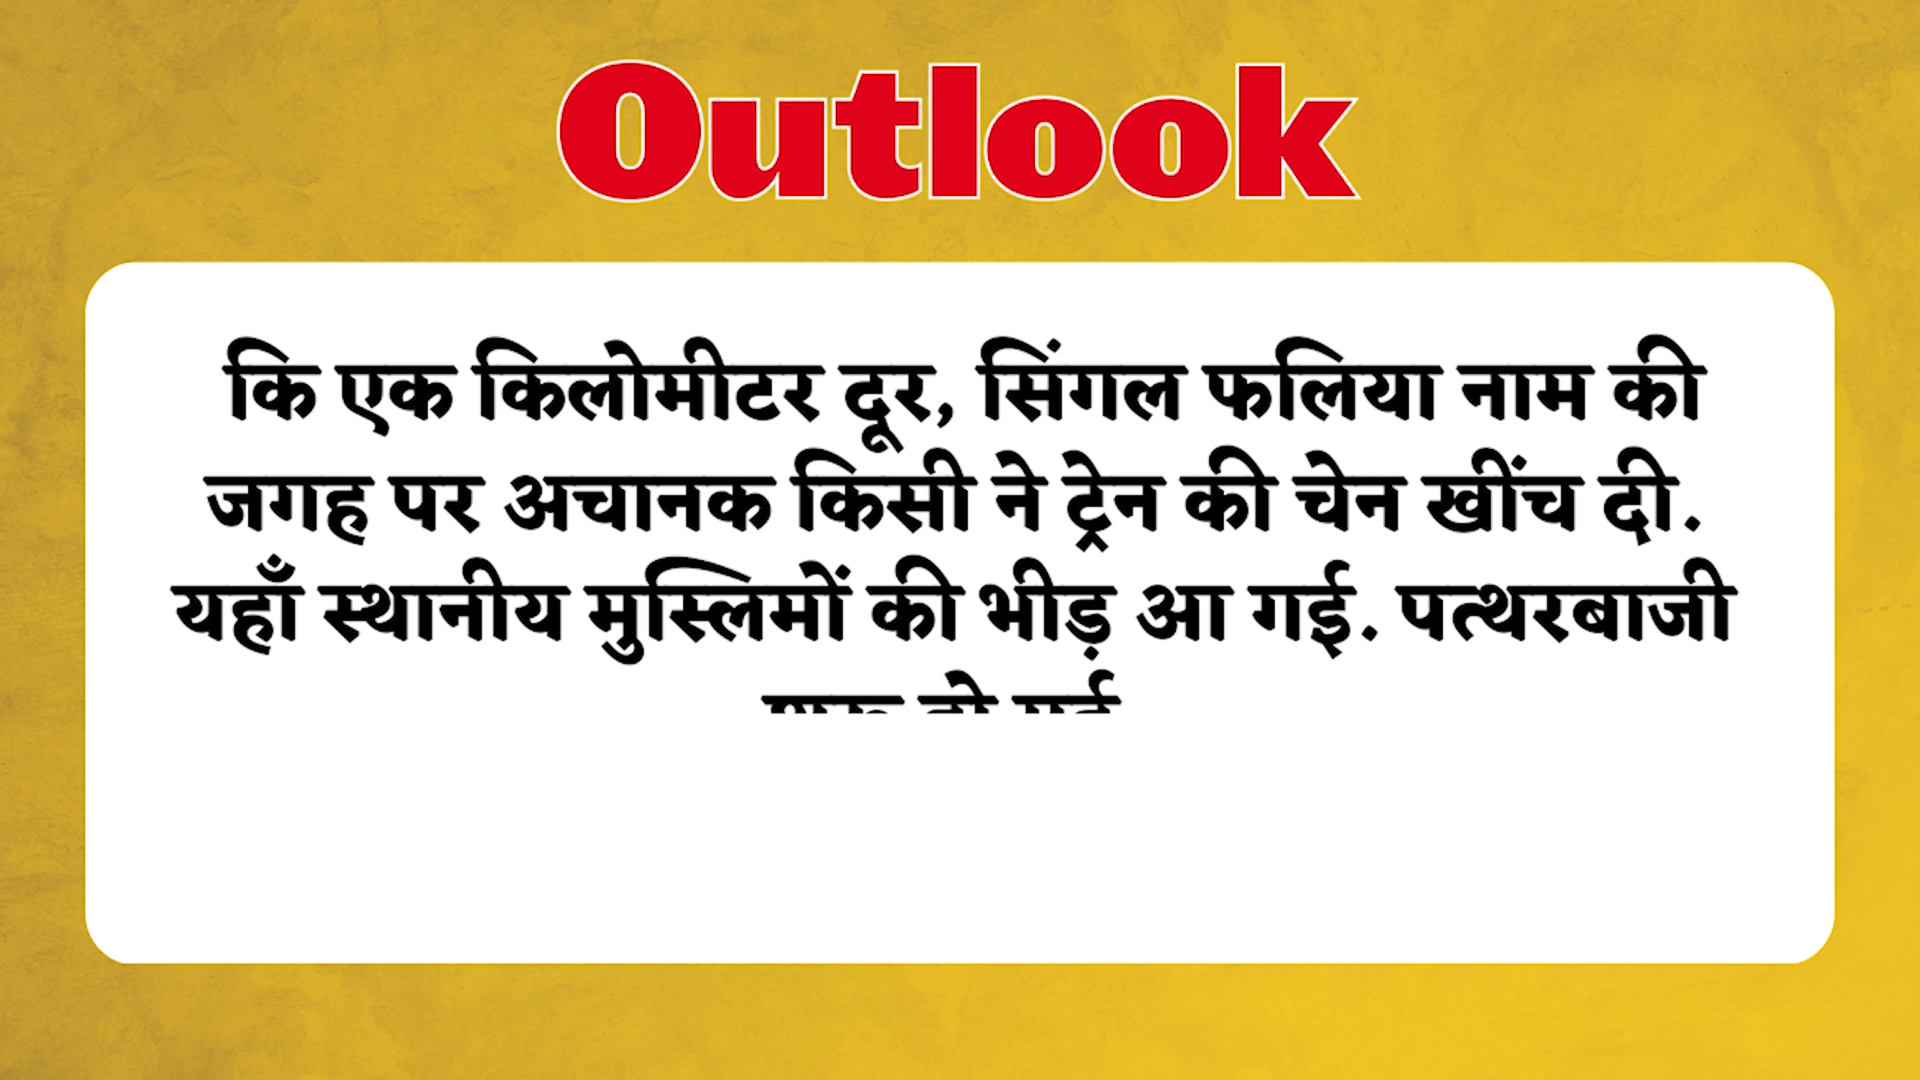 Outlook
कि एक किलोमीटर दूर, सिंगल फलिया नाम की
जगह पर अचानक किसी ने ट्रेन की चेन खींच दी.
यहाँ स्थानीय मुस्लिमों की भीड़ आ गई. पत्थरबाजी